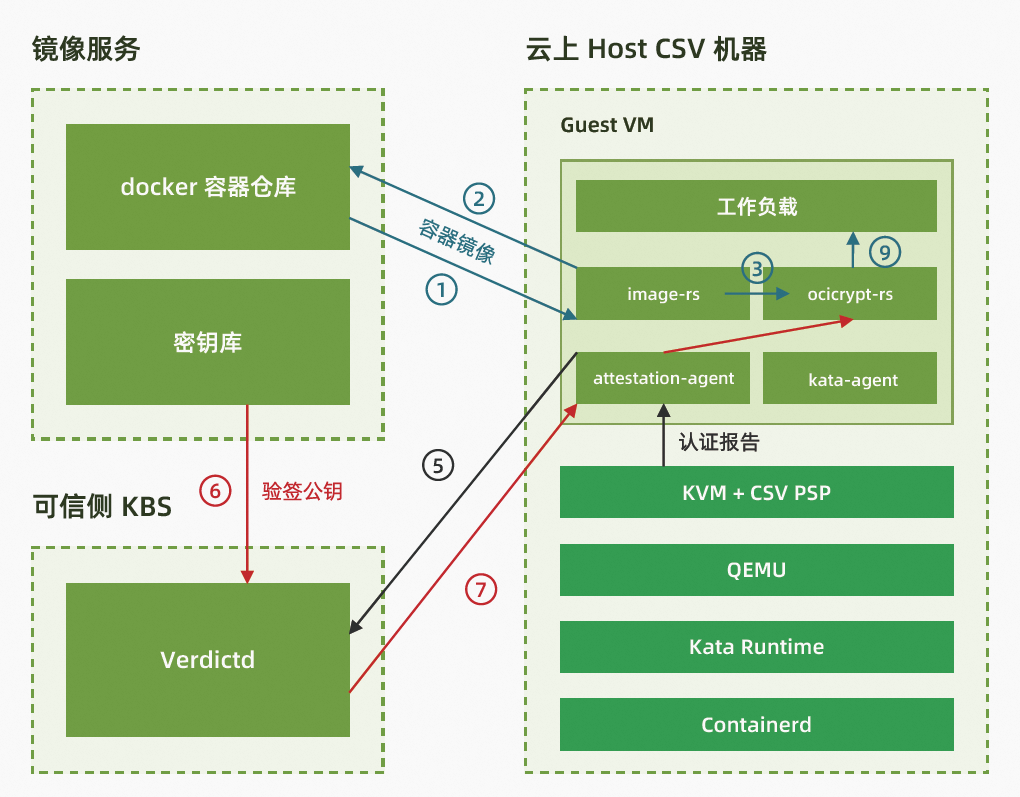 镜像服务
docker 容器仓库
密钥库
②
容器镜像
①
⑥
验签公钥
可信侧 KBS
Verdictd
⑤
⑦
云上 Host CSV 机器
Guest VM
工作负载
③
⑨
image-rs
ocicrypt-rs
attestation-agent
kata-agent
认证报告
KVM + CSV PSP
QEMU
Kata Runtime
Containerd